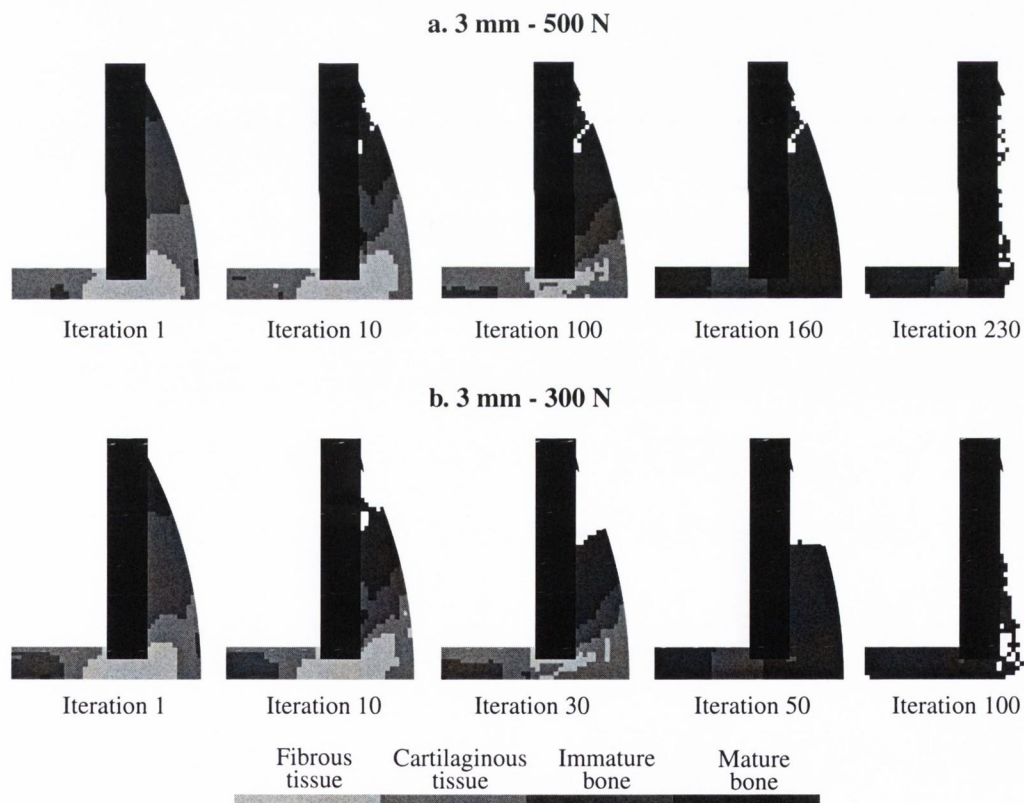 a. 3 mm - 500 N
Iteration 1 Iteration 10 Iteration 100 Iteration 160 Iteration 230
b. 3 mm - 300 N
Iteration 1 Iteration 10 Iteration 30 Iteration 50 Iteration 100
Fibrous Cartilaginous Immature Mature
tissue tissue bone bone